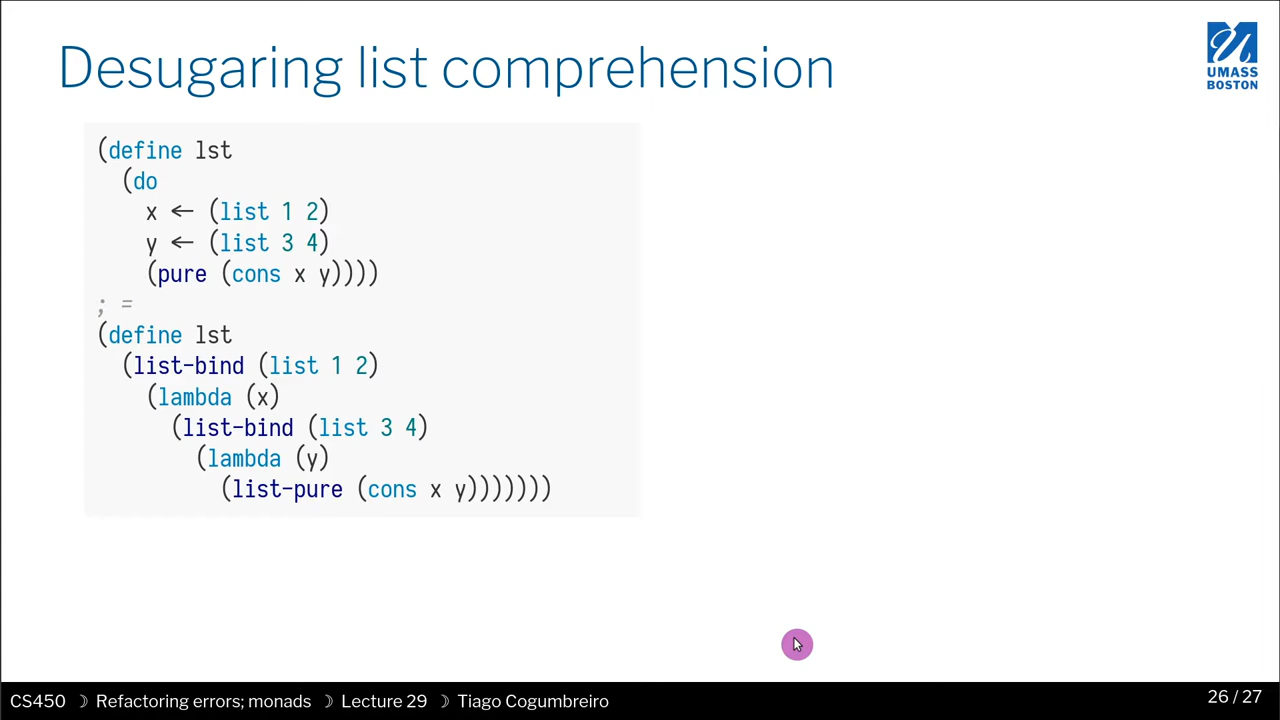 Desugaring list comprehension
UMASS
BOSTON
(define lst
  (do
    x ← (list 1 2)
    y ← (list 3 4)
    (pure (cons x y))))
; =
(define lst
  (list-bind (list 1 2)
    (lambda (x)
      (list-bind (list 3 4)
        (lambda (y)
          (list-pure (cons x y)))))))
CS450 ☽ Refactoring errors; monads ☽ Lecture 29 ☽ Tiago Cogumbreiro
26 / 27